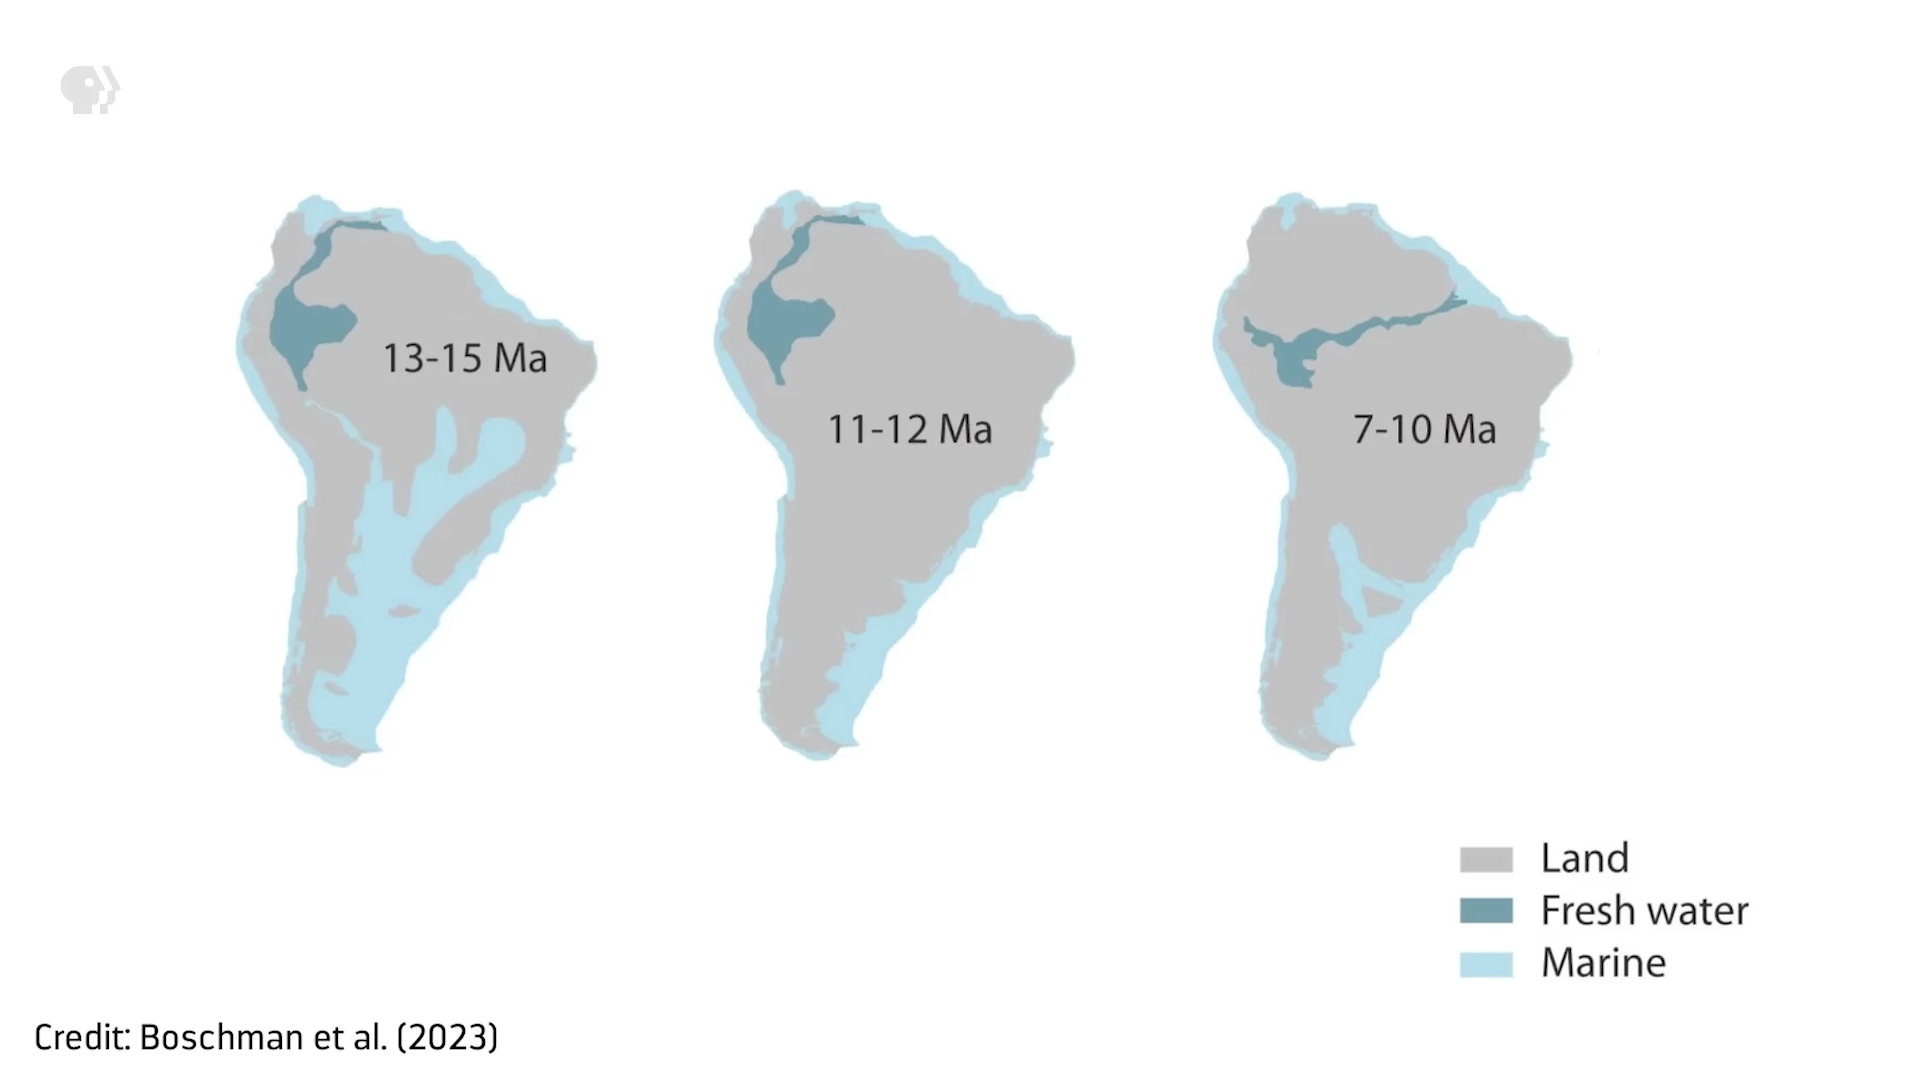 13-15 Ma
11-12 Ma
7-10 Ma
Land
Fresh water
Marine
Credit: Boschman et al. (2023)